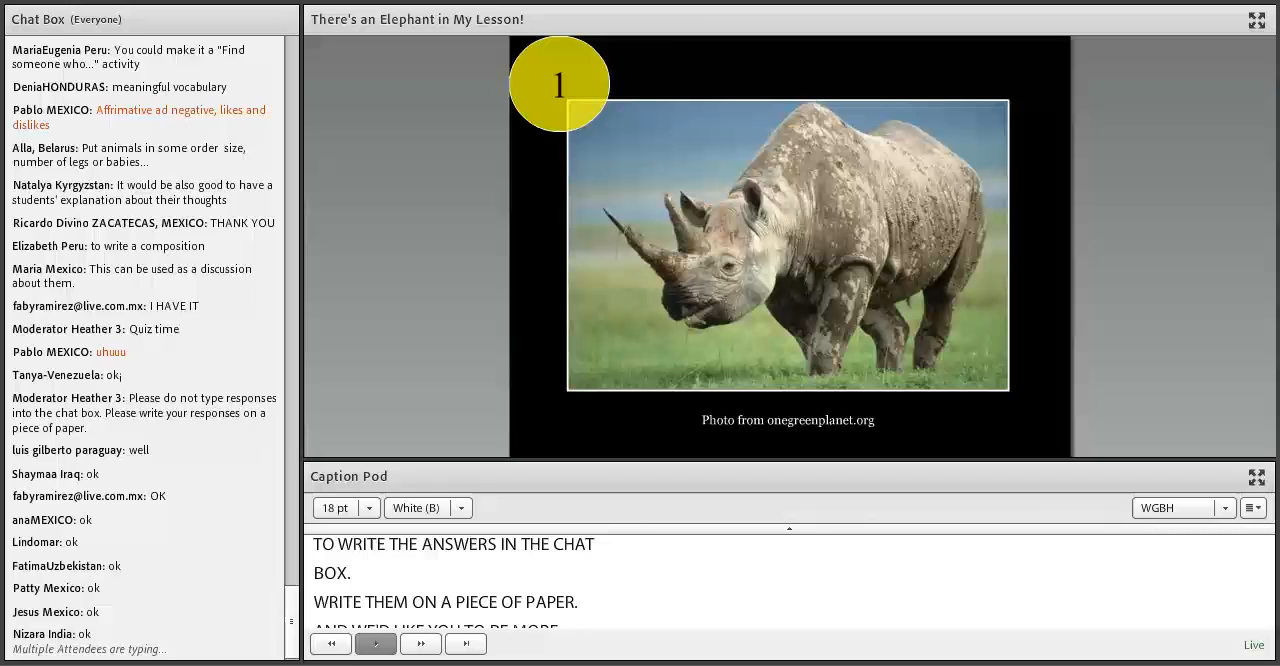 Chat Box (Everyone)
MariaEugenia Peru: You could make it a "Find
someone who..." activity
DeniaHONDURAS: meaningful vocabulary
Pablo MEXICO: Affrimative ad negative, likes and
dislikes
Alla, Belarus: Put animals in some order size,
number of legs or babies...
Natalya Kyrgyzstan: It would be also good to have a
students' explanation about their thoughts
Ricardo Divino ZACATECAS, MEXICO: THANK YOU
Elizabeth Peru: to write a composition
Maria Mexico: This can be used as a discussion
about them.
fabyramirez@live.com.mx: I HAVE IT
Moderator Heather 3: Quiz time
Pablo MEXICO: uhuuu
Tanya-Venezuela: ok¡
Moderator Heather 3: Please do not type responses
into the chat box. Please write your responses on a
piece of paper.
luis gilberto paraguay: well
Shaymaa Iraq: ok
fabyramirez@live.com.mx: OK
anaMEXICO: ok
Lindomar: ok
FatimaUzbekistan: ok
Patty Mexico: ok
Jesus Mexico: ok
Nizara India: ok
Multiple Attendees are typing...
There's an Elephant in My Lesson!
1
Photo from onegreenplanet.org
Caption Pod
18 pt White (B) WGBH
TO WRITE THE ANSWERS IN THE CHAT
BOX.
WRITE THEM ON A PIECE OF PAPER.
AND WE'D LIKE YOU TO BE MORE
Live